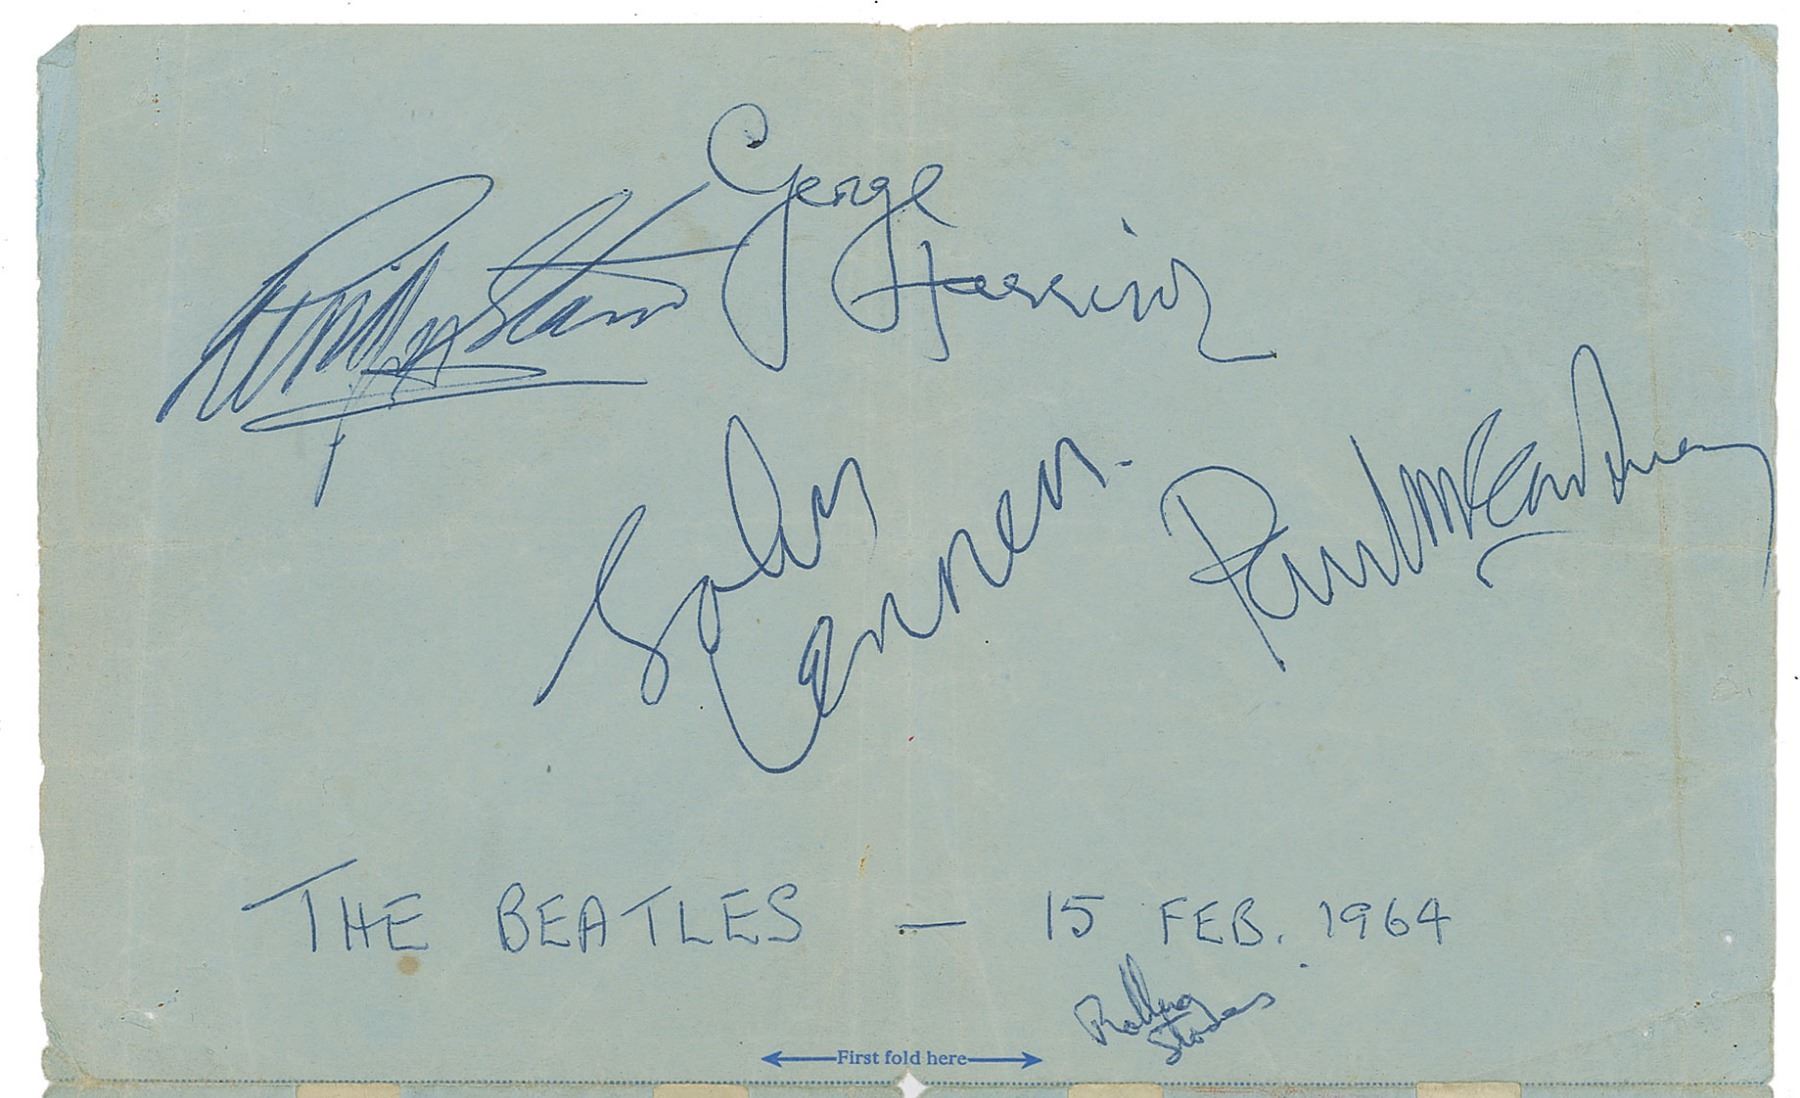 George
Harrison
Ringo Starr
John
Lennon.
Paul McCartney
THE BEATLES — 15 FEB. 1964
Rolling
Stones
First fold here